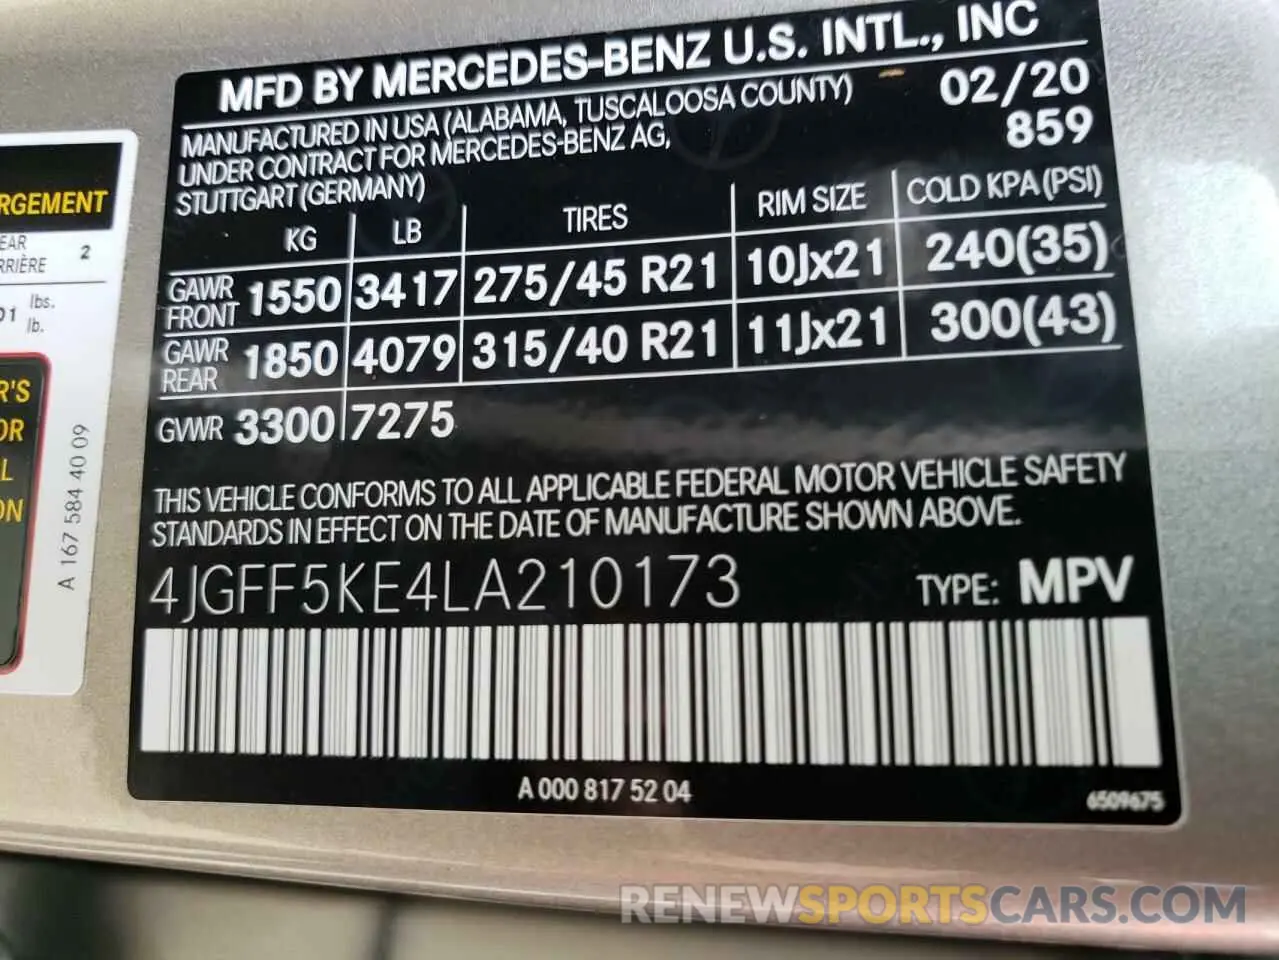 MFD BY MERCEDES-BENZ U.S. INTL., INC
MANUFACTURED IN USA (ALABAMA, TUSCALOOSA COUNTY) 02/20
UNDER CONTRACT FOR MERCEDES-BENZ AG, 859
STUTTGART (GERMANY)
KG LB TIRES RIM SIZE COLD KPA (PSI)
GAWR FRONT 1550 3417 275/45 R21 10Jx21 240(35)
GAWR REAR 1850 4079 315/40 R21 11Jx21 300(43)
GVWR 3300 7275
THIS VEHICLE CONFORMS TO ALL APPLICABLE FEDERAL MOTOR VEHICLE SAFETY
STANDARDS IN EFFECT ON THE DATE OF MANUFACTURE SHOWN ABOVE.
4JGFF5KE4LA210173 TYPE: MPV
A 000 817 52 04
6509675
2
lbs.
lb.
A 167 584 40 09
RENEWSPORTSCARS.COM